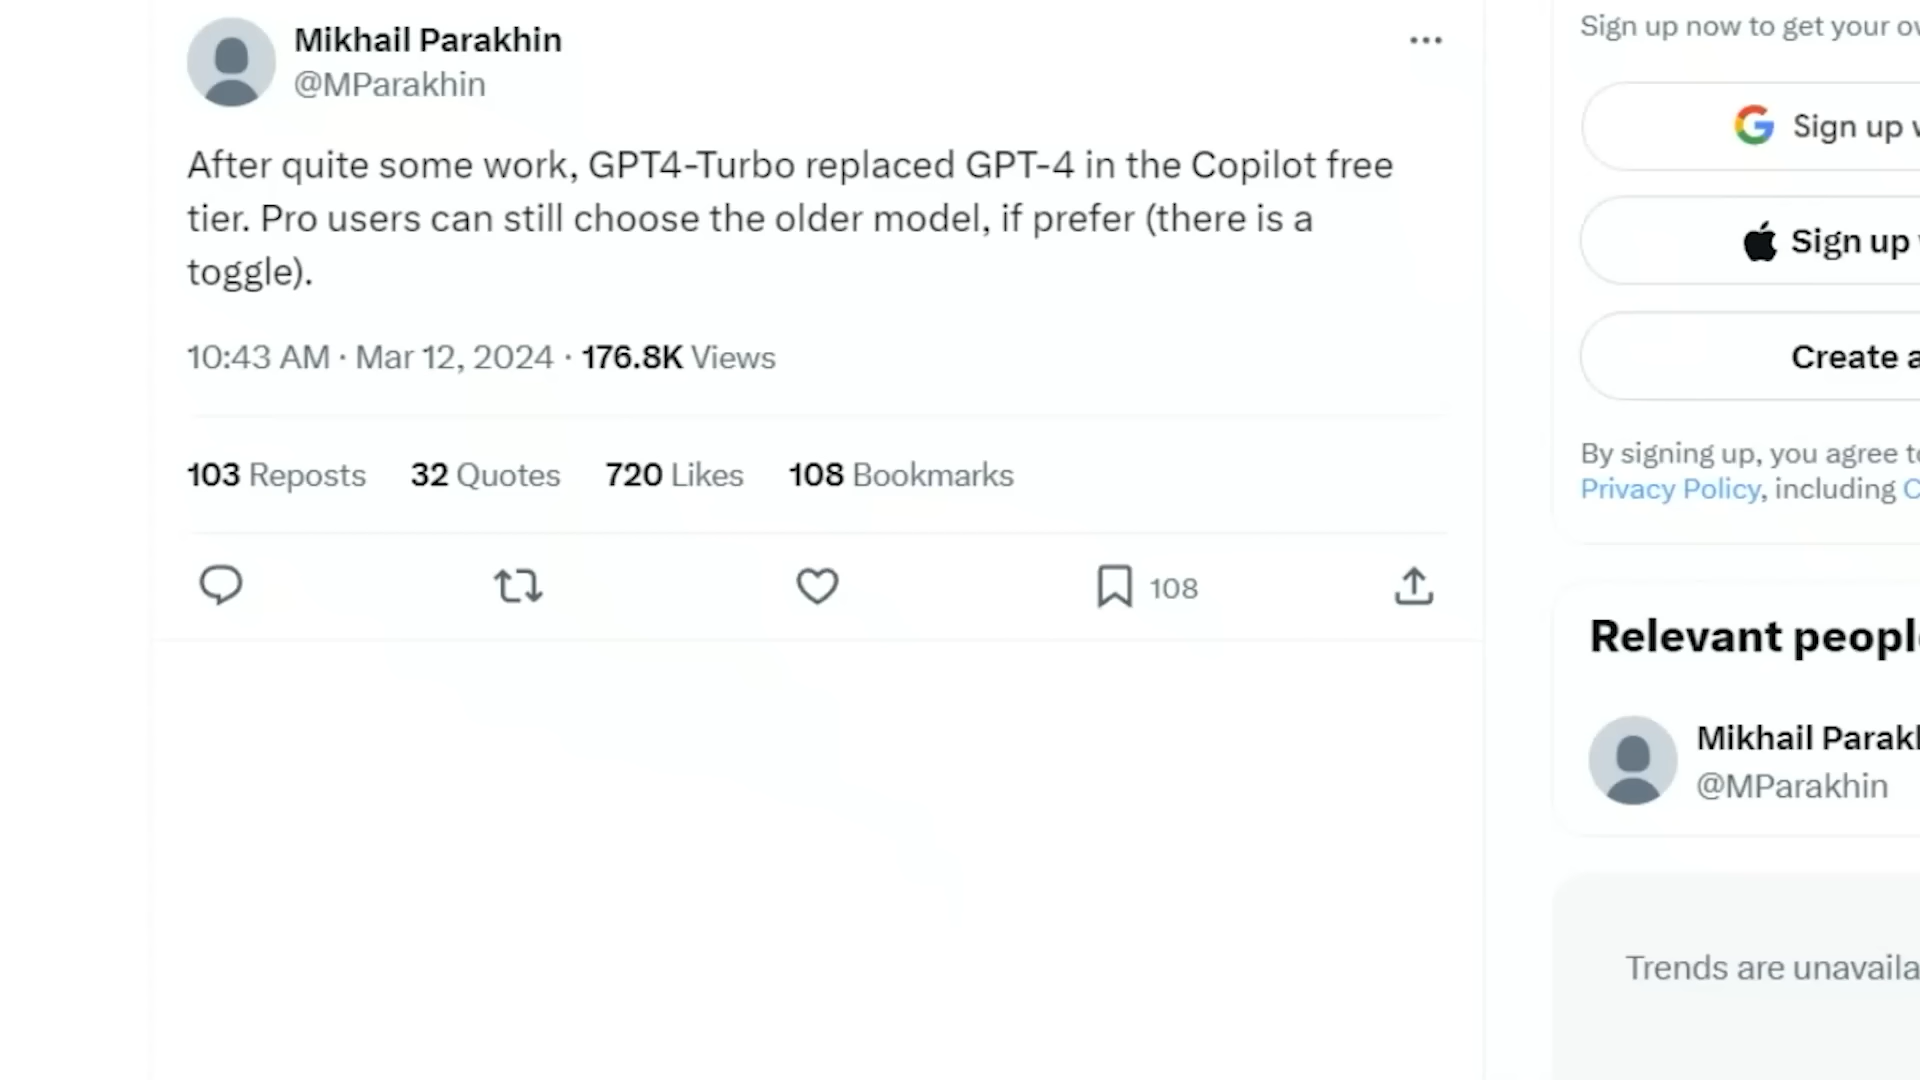 Mikhail Parakhin
@MParakhin
After quite some work, GPT4-Turbo replaced GPT-4 in the Copilot free
tier. Pro users can still choose the older model, if prefer (there is a
toggle).
10:43 AM · Mar 12, 2024 · 176.8K Views
103 Reposts 32 Quotes 720 Likes 108 Bookmarks
108
Sign up now to get your
Sign up
Sign up
Create a
By signing up, you agree
Privacy Policy, including
Relevant
Mikhail
@MParakhin
Trends are